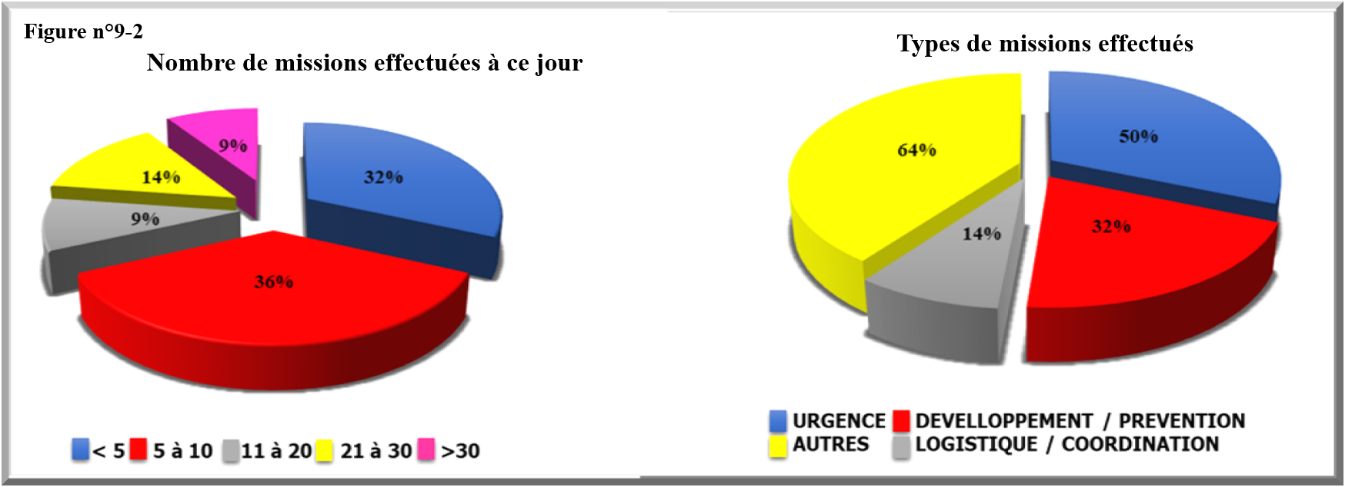 Figure n°9-2
Nombre de missions effectuées à ce jour
9%
14%
32%
9%
36%
< 5 5 à 10 11 à 20 21 à 30 >30
Types de missions effectués
50%
64%
32%
14%
URGENCE DEVELLOPPEMENT / PREVENTION
AUTRES LOGISTIQUE / COORDINATION